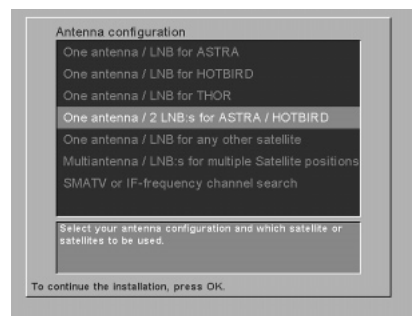 Antenna configuration
One antenna / LNB for ASTRA
One antenna / LNB for HOTBIRD
One antenna / LNB for THOR
One antenna / 2 LNB:s for ASTRA / HOTBIRD
One antenna / LNB for any other satellite
Multiantenna / LNB:s for multiple Satellite positions
SMATV or IF-frequency channel search
Select your antenna configuration and which satellite or
satellites to be used.
To continue the installation, press OK.